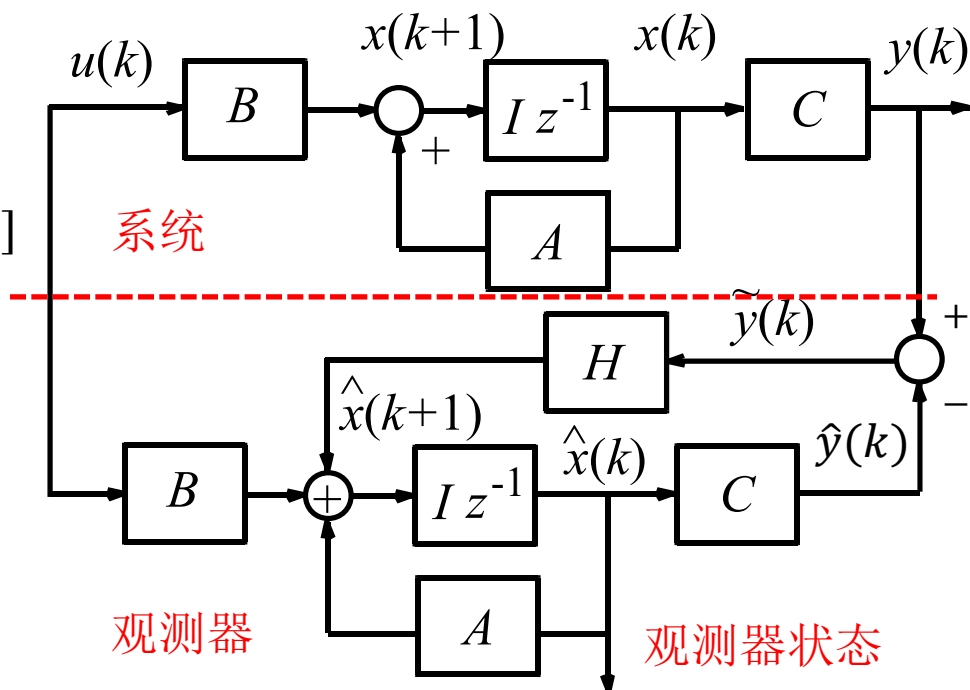 u(k) B x(k+1) + I z⁻¹ x(k) C y(k)
A
]
系统
ỹ(k) +
H −
x̂(k+1) x̂(k) ŷ(k)
B + I z⁻¹ C
A
观测器 观测器状态